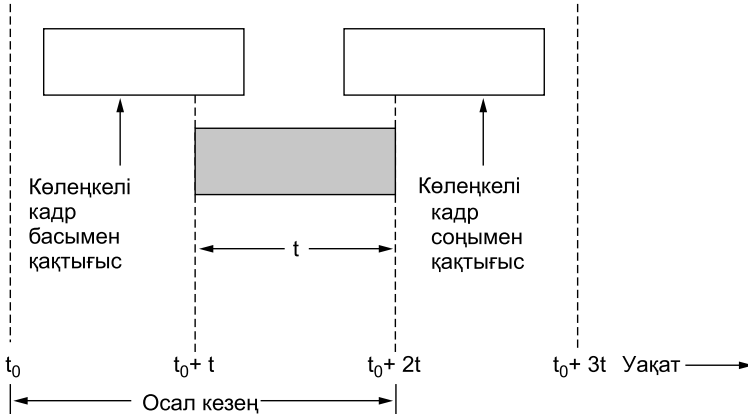 Көлеңкелі
кадр
басымен
қақтығыс
Көлеңкелі
кадр
соңымен
қақтығыс
t
t₀
t₀+ t
t₀+ 2t
t₀+ 3t
Уақат
Осал кезең